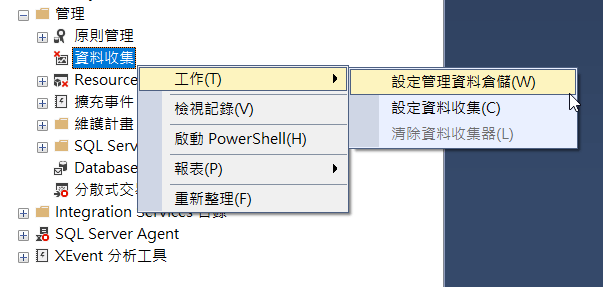 管理
原則管理
資料收集
Resource
擴充事件
維護計畫
SQL Serv
Database
分散式交
Integration Services 目錄
SQL Server Agent
XEvent 分析工具
工作(T)
檢視記錄(V)
啟動 PowerShell(H)
報表(P)
重新整理(F)
設定管理資料倉儲(W)
設定資料收集(C)
清除資料收集器(L)